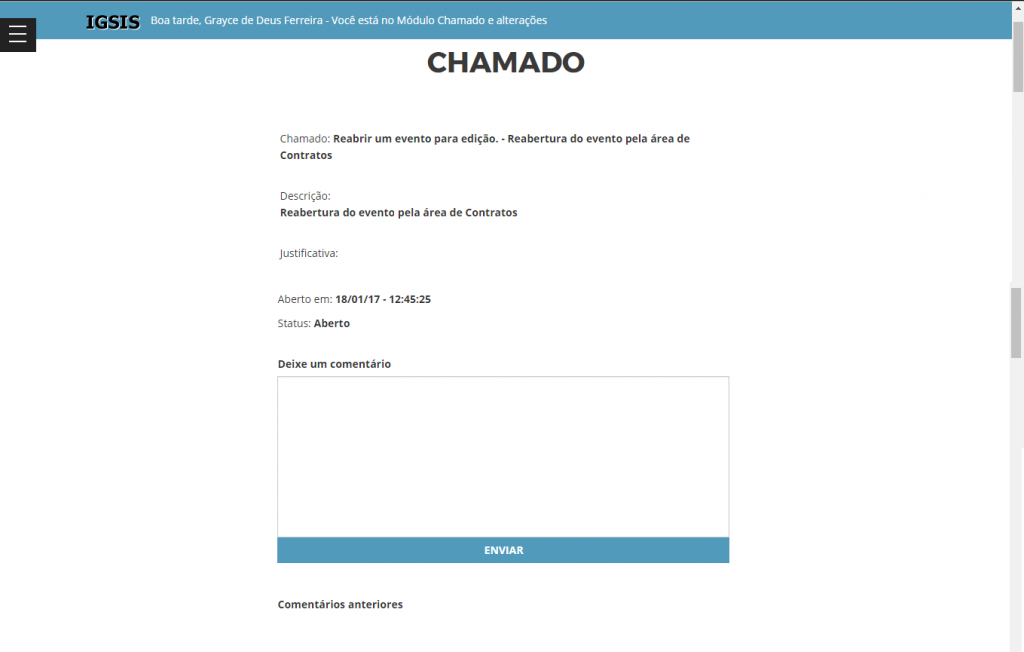 IGSIS Boa tarde, Grayce de Deus Ferreira - Você está no Módulo Chamado e alterações
CHAMADO
Chamado: Reabrir um evento para edição. - Reabertura do evento pela área de
Contratos
Descrição:
Reabertura do evento pela área de Contratos
Justificativa:
Aberto em: 18/01/17 - 12:45:25
Status: Aberto
Deixe um comentário
ENVIAR
Comentários anteriores